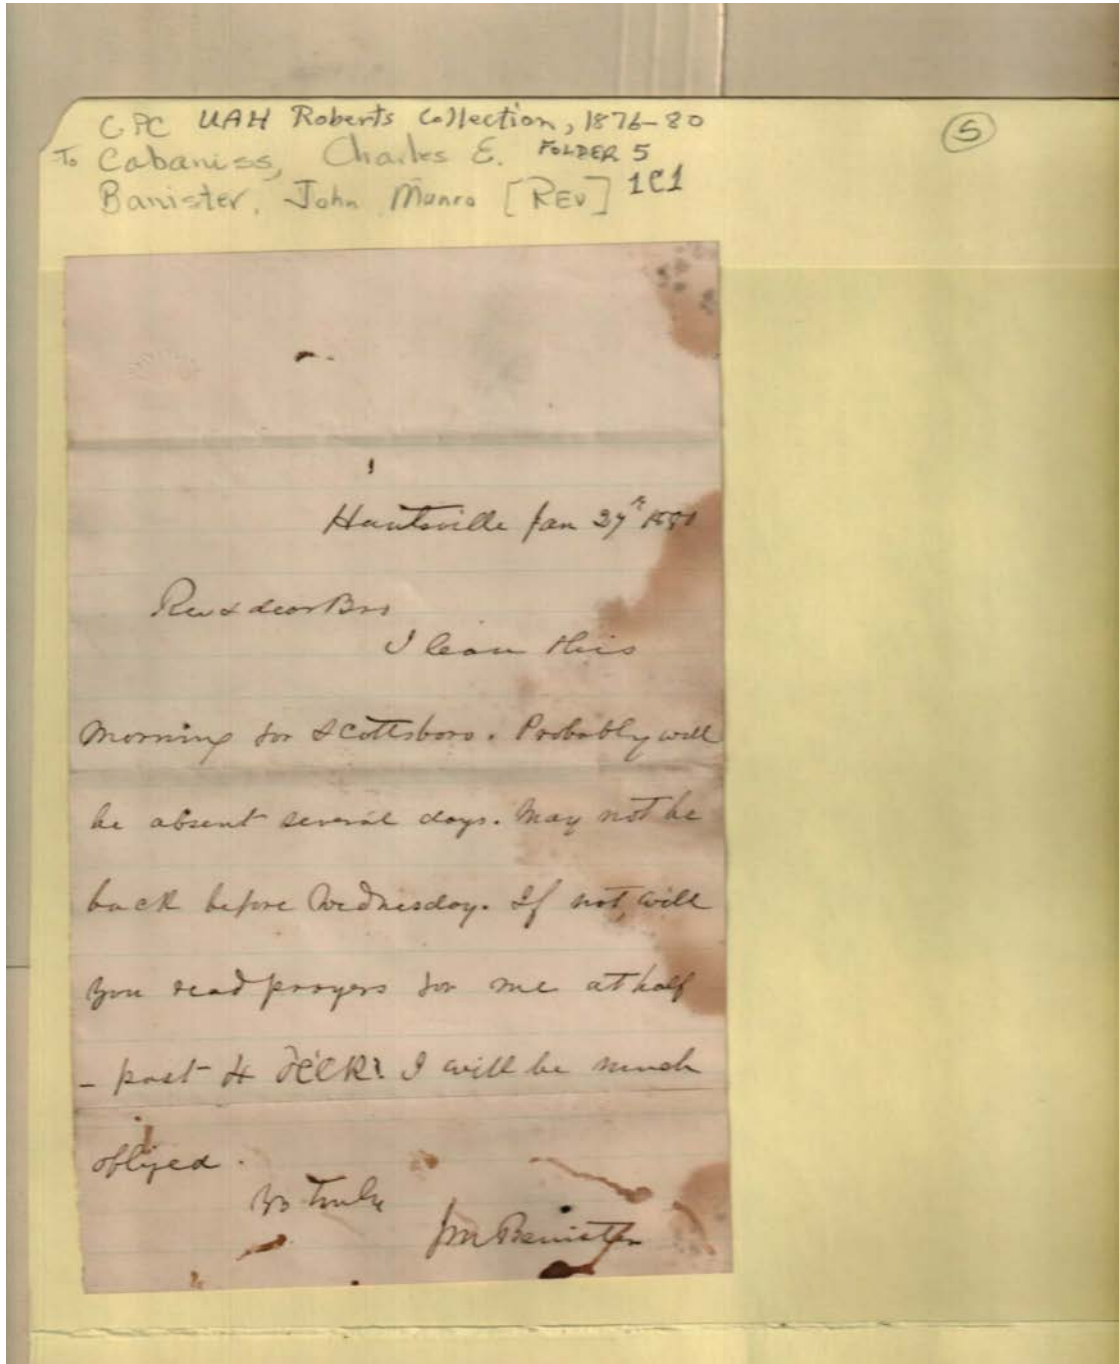 CPC UAH Roberts Collection, 1876-80
To Cabaniss, Charles E. FOLDER 5
Banister, John Munro [REV] 1C1
5
Huntsville Jan 27th
Rev & dear Bro
I leave this
morning for Scottsboro. Probably will
be absent several days. May not be
back before Wednesday. If not, will
you read prayers for me at half
- past 4 o'clk? I will be much
obliged.
Yrs truly
JM Banister